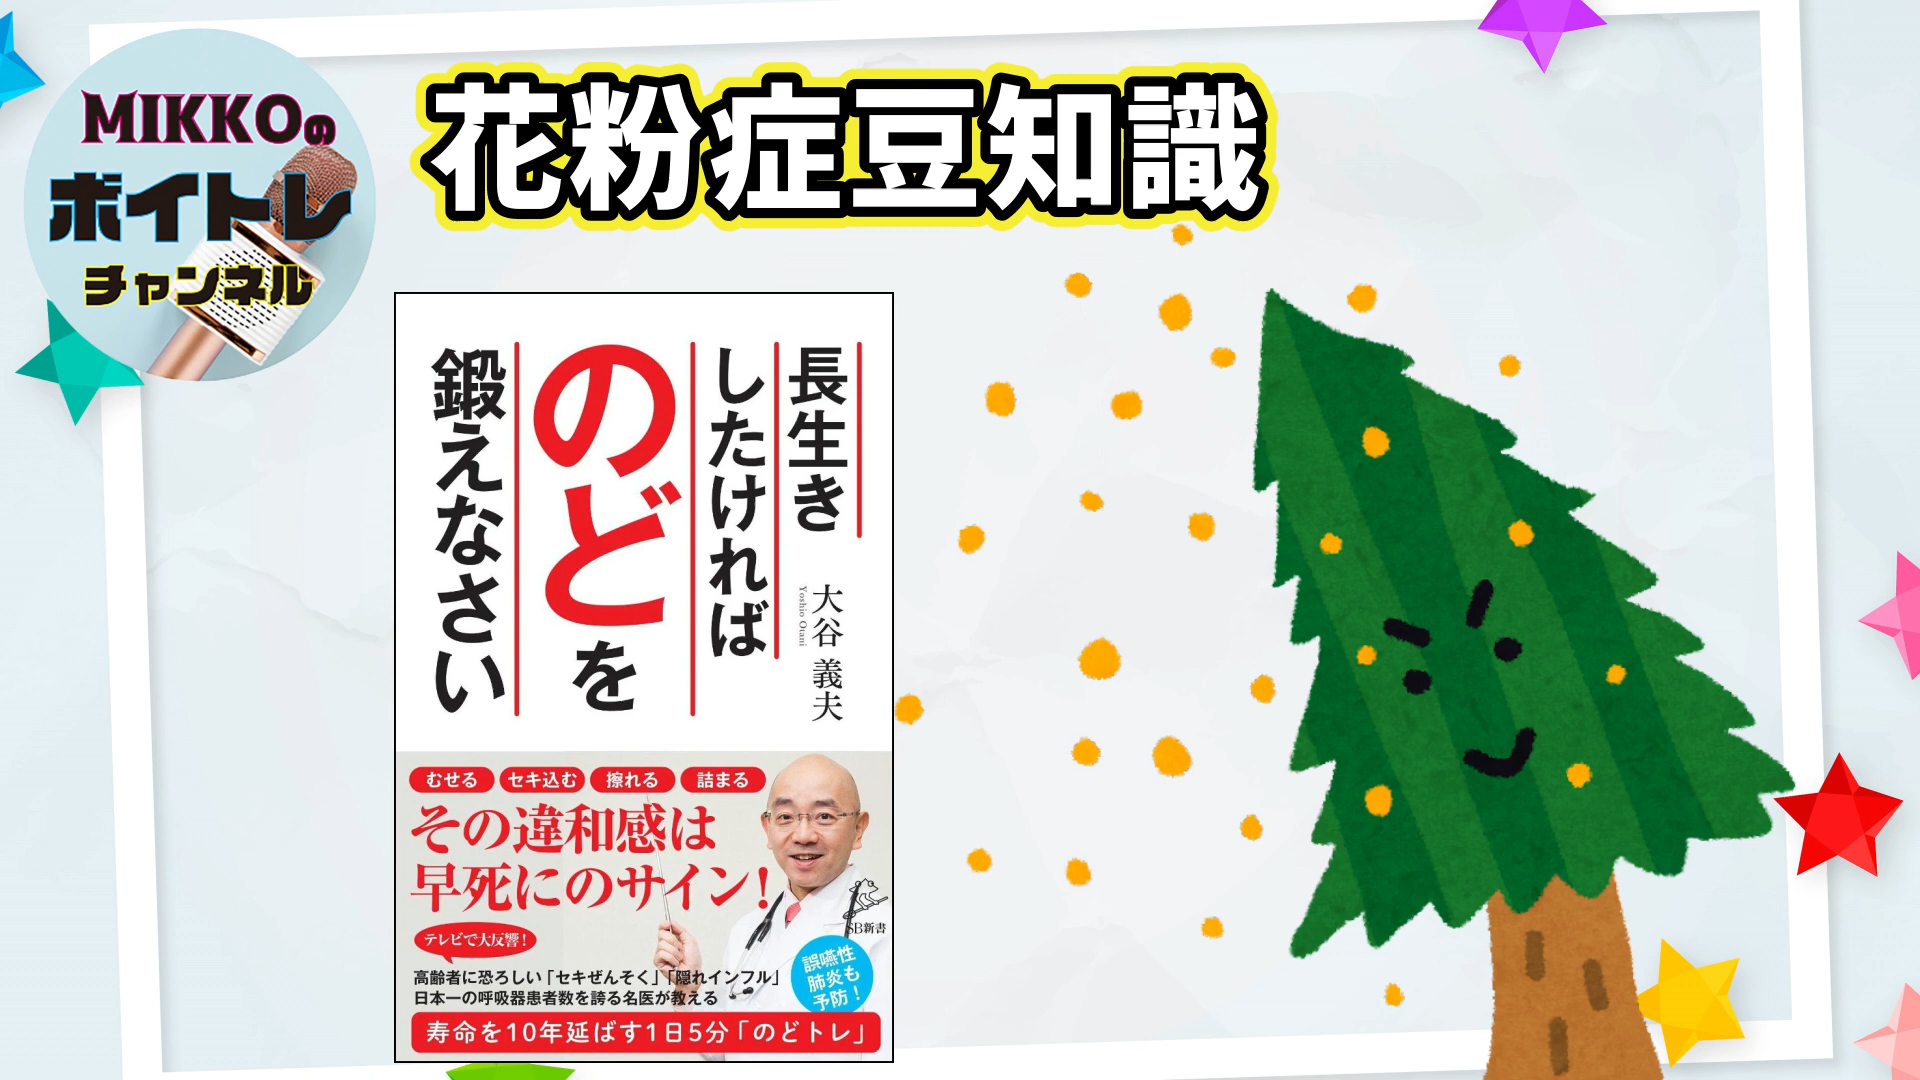 MIKKOの
ボイトレ
チャンネル
花粉症豆知識
長生き
したければ
のどを
鍛えなさい
大谷 義夫
Yoshio Otani
むせる セキ込む 擦れる 詰まる
その違和感は
早死にのサイン！
テレビで大反響！
高齢者に恐ろしい「セキぜんそく」「隠れインフル」
日本一の呼吸器患者数を誇る名医が教える
SB新書
誤嚥性
肺炎も
予防！
寿命を10年延ばす1日5分「のどトレ」